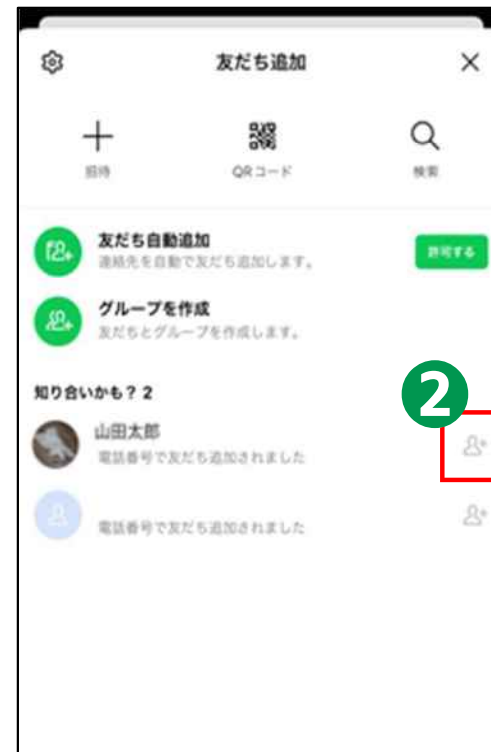 友だち追加
招待
QRコード
検索
友だち自動追加
連絡先を自動で友だち追加します。
許可する
グループを作成
友だちとグループを作成します。
知り合いかも？2
2
山田太郎
電話番号で友だち追加されました
電話番号で友だち追加されました